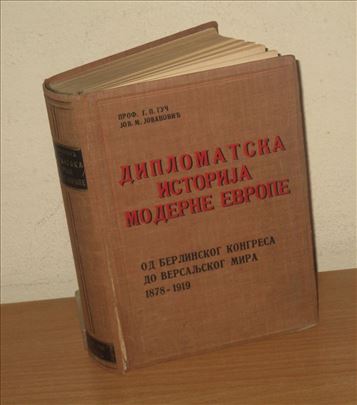 ПРОФ. Г. П. ГУЧ
ЈОВ. М. ЈОВАНОВИЋ
ДИПЛОМАТСКА
ИСТОРИЈА
МОДЕРНЕ ЕВРОПЕ
ОД БЕРЛИНСКОГ КОНГРЕСА
ДО ВЕРСАЉСКОГ МИРА
1878-1919